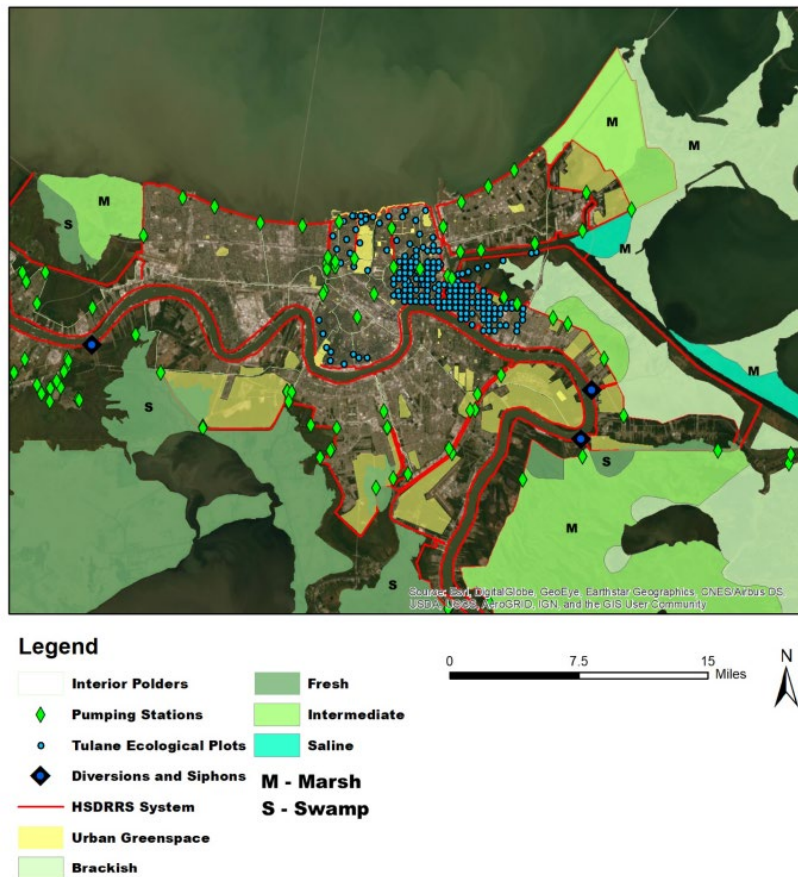 M
M
M
S
M
M
S
S
M
S
Source: Esri, DigitalGlobe, GeoEye, Earthstar Geographics, CNES/Airbus DS,
USDA, USGS, AeroGRID, IGN, and the GIS User Community
Legend
Interior Polders
Pumping Stations
Tulane Ecological Plots
Diversions and Siphons
HSDRRS System
Urban Greenspace
Brackish
Fresh
Intermediate
Saline
M - Marsh
S - Swamp
0 7.5 15
Miles
N